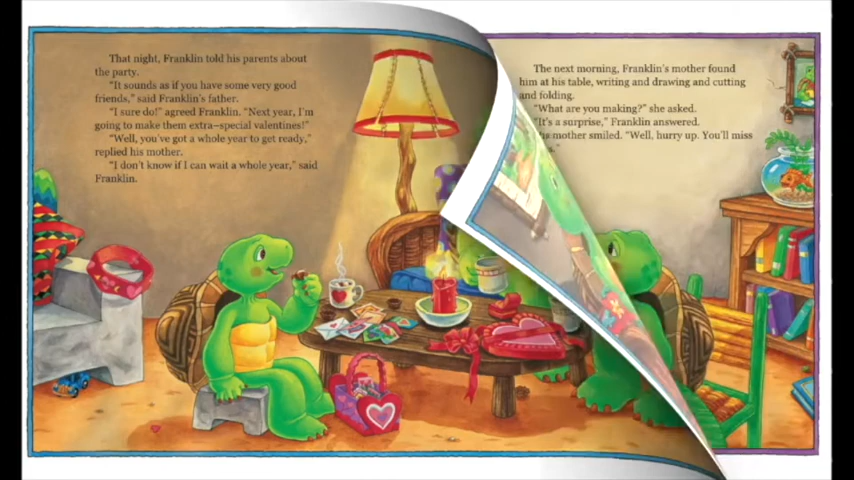 That night, Franklin told his parents about
the party.
"It sounds as if you have some very good
friends," said Franklin's father.
"I sure do!" agreed Franklin. "Next year, I'm
going to make them extra–special valentines!"
"Well, you've got a whole year to get ready,"
replied his mother.
"I don't know if I can wait a whole year," said
Franklin.
The next morning, Franklin's mother found
him at his table, writing and drawing and cutting
and folding.
"What are you making?" she asked.
"It's a surprise," Franklin answered.
mother smiled. "Well, hurry up. You'll miss